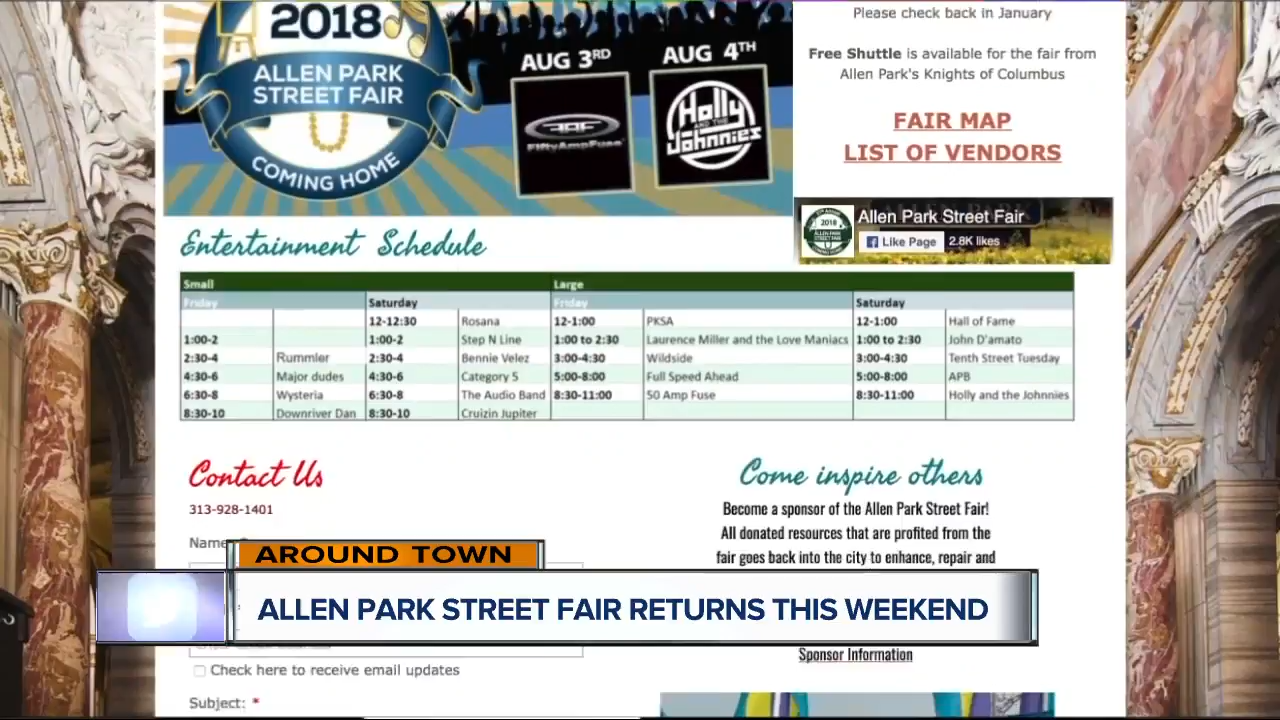 2018
ALLEN PARK
STREET FAIR
COMING HOME
AUG 3RD
FiftyAmpFuse
AUG 4TH
Holly
AND THE
Johnnies
Please check back in January
Free Shuttle is available for the fair from
Allen Park's Knights of Columbus
FAIR MAP
LIST OF VENDORS
2018
ALLEN PARK
STREET FAIR
Allen Park Street Fair
Like Page 2.8K likes
Entertainment Schedule
Small Large
Friday Saturday Friday Saturday
12-12:30 Rosana 12-1:00 PKSA 12-1:00 Hall of Fame
1:00-2 1:00-2 Step N Line 1:00 to 2:30 Laurence Miller and the Love Maniacs 1:00 to 2:30 John D'amato
2:30-4 Rummler 2:30-4 Bennie Velez 3:00-4:30 Wildside 3:00-4:30 Tenth Street Tuesday
4:30-6 Major dudes 4:30-6 Category 5 5:00-8:00 Full Speed Ahead 5:00-8:00 APB
6:30-8 Wysteria 6:30-8 The Audio Band 8:30-11:00 50 Amp Fuse 8:30-11:00 Holly and the Johnnies
8:30-10 Downriver Dan 8:30-10 Cruizin Jupiter
Contact Us
313-928-1401
Name
Come inspire others
Become a sponsor of the Allen Park Street Fair!
All donated resources that are profited from the
fair goes back into the city to enhance, repair and
AROUND TOWN
ALLEN PARK STREET FAIR RETURNS THIS WEEKEND
Sponsor Information
Check here to receive email updates
Subject: *